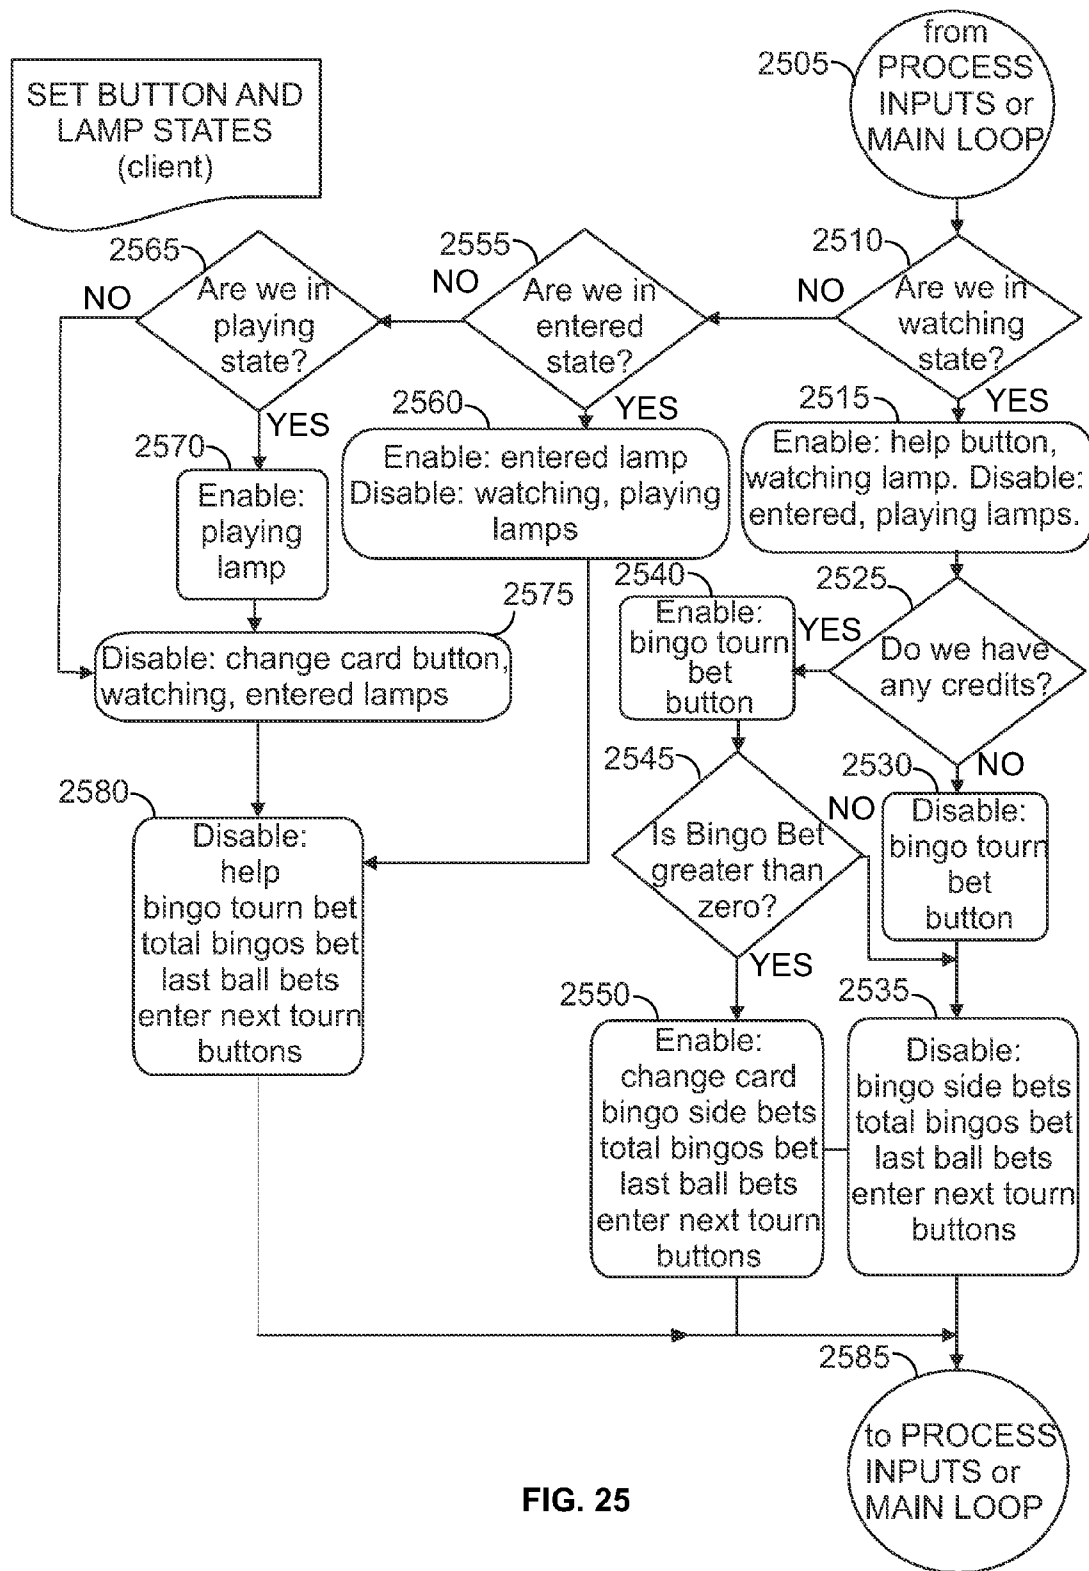 2505
from
PROCESS
INPUTS or
MAIN LOOP
SET BUTTON AND
LAMP STATES
(client)
2565
NO
Are we in
playing
state?
YES
2555
NO
Are we in
entered
state?
YES
2510
NO
Are we in
watching
state?
YES
2515
Enable: help button,
watching lamp. Disable:
entered, playing lamps.
2560
Enable: entered lamp
Disable: watching, playing
lamps
2570
Enable:
playing
lamp
2575
Disable: change card button,
watching, entered lamps
2525
Do we have
any credits?
YES
NO
2540
Enable:
bingo tourn
bet
button
2530
Disable:
bingo tourn
bet
button
2545
Is Bingo Bet
greater than
zero?
NO
YES
2580
Disable:
help
bingo tourn bet
total bingos bet
last ball bets
enter next tourn
buttons
2550
Enable:
change card
bingo side bets
total bingos bet
last ball bets
enter next tourn
buttons
2535
Disable:
bingo side bets
total bingos bet
last ball bets
enter next tourn
buttons
2585
to PROCESS
INPUTS or
MAIN LOOP
FIG. 25